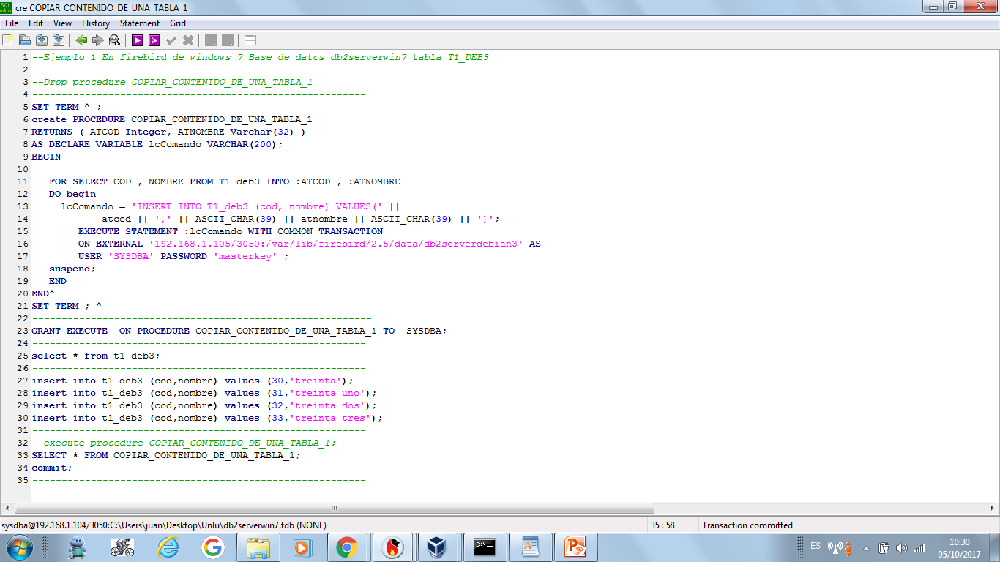 SQL editor
cre COPIAR_CONTENIDO_DE_UNA_TABLA_1
File Edit View History Statement Grid
1 --Ejemplo 1 En firebird de windows 7 Base de datos db2serverwin7 tabla T1_DEB3
2 -------------------------------------------------------
3 --Drop procedure COPIAR_CONTENIDO_DE_UNA_TABLA_1
4 ---------------------------------------------------------
5 SET TERM ^ ;
6 create PROCEDURE COPIAR_CONTENIDO_DE_UNA_TABLA_1
7 RETURNS ( ATCOD Integer, ATNOMBRE Varchar(32) )
8 AS DECLARE VARIABLE lcComando VARCHAR(200);
9 BEGIN
10
11 FOR SELECT COD , NOMBRE FROM T1_deb3 INTO :ATCOD , :ATNOMBRE
12 DO begin
13 lcComando = 'INSERT INTO T1_deb3 (cod, nombre) VALUES(' ||
14 atcod || ',' || ASCII_CHAR(39) || atnombre || ASCII_CHAR(39) || ')';
15 EXECUTE STATEMENT :lcComando WITH COMMON TRANSACTION
16 ON EXTERNAL '192.168.1.105/3050:/var/lib/firebird/2.5/data/db2serverdebian3' AS
17 USER 'SYSDBA' PASSWORD 'masterkey' ;
18 suspend;
19 END
20 END^
21 SET TERM ; ^
22 ----------------------------------------------------------
23 GRANT EXECUTE  ON PROCEDURE COPIAR_CONTENIDO_DE_UNA_TABLA_1 TO  SYSDBA;
24 ---------------------------------------------------------
25 select * from t1_deb3;
26 ---------------------------------------------------------
27 insert into t1_deb3 (cod,nombre) values (30,'treinta');
28 insert into t1_deb3 (cod,nombre) values (31,'treinta uno');
29 insert into t1_deb3 (cod,nombre) values (32,'treinta dos');
30 insert into t1_deb3 (cod,nombre) values (33,'treinta tres');
31 ---------------------------------------------------------
32 --execute procedure COPIAR_CONTENIDO_DE_UNA_TABLA_1;
33 SELECT * FROM COPIAR_CONTENIDO_DE_UNA_TABLA_1;
34 commit;
35 ---------------------------------------------------------
sysdba@192.168.1.104/3050:C:\Users\juan\Desktop\Unlu\db2serverwin7.fdb (NONE) 35 : 58 Transaction committed
ES 10:30
05/10/2017